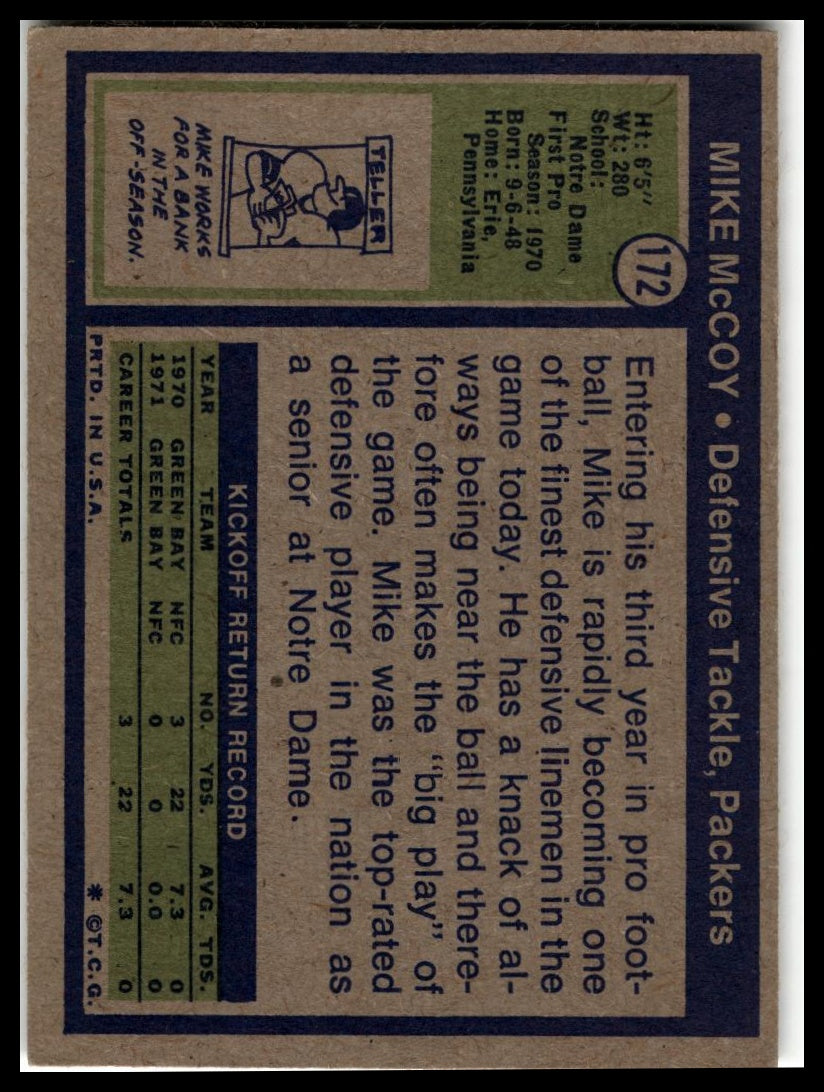 MIKE McCOY • Defensive Tackle, Packers
172
Ht: 6'5"
Wt: 280
School:
Notre Dame
First Pro
Season: 1970
Born: 9-6-48
Home: Erie,
Pennsylvania
TELLER
MIKE WORKS
FOR A BANK
IN THE
OFF-SEASON.
Entering his third year in pro foot-
ball, Mike is rapidly becoming one
of the finest defensive linemen in the
game today. He has a knack of al-
ways being near the ball and there-
fore often makes the "big play" of
the game. Mike was the top-rated
defensive player in the nation as
a senior at Notre Dame.
KICKOFF RETURN RECORD
YEAR TEAM NO. YDS. AVG. TDS.
1970 GREEN BAY NFC 3 22 7.3 0
1971 GREEN BAY NFC 0 0 0.0 0
CAREER TOTALS 3 22 7.3 0
PRTD. IN U.S.A. * ©T.C.G.